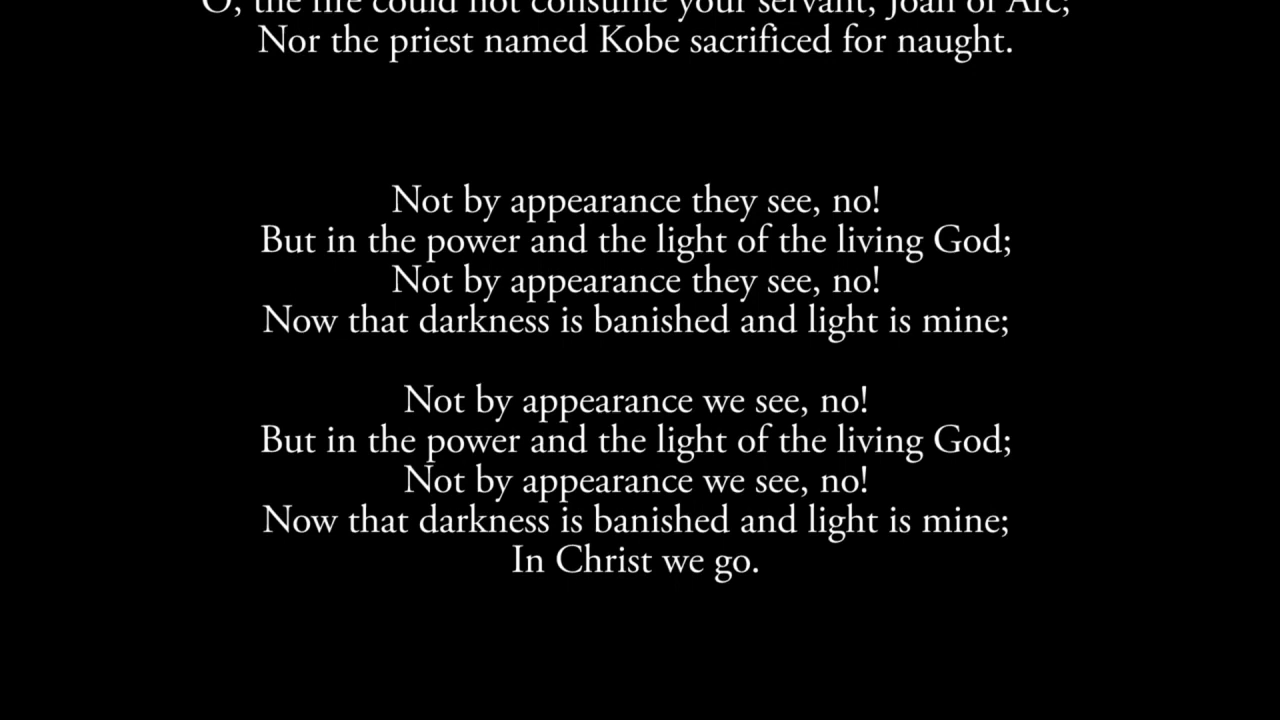 O, the fire could not consume your servant, Joan of Arc;
Nor the priest named Kobe sacrificed for naught.
Not by appearance they see, no!
But in the power and the light of the living God;
Not by appearance they see, no!
Now that darkness is banished and light is mine;
Not by appearance we see, no!
But in the power and the light of the living God;
Not by appearance we see, no!
Now that darkness is banished and light is mine;
In Christ we go.